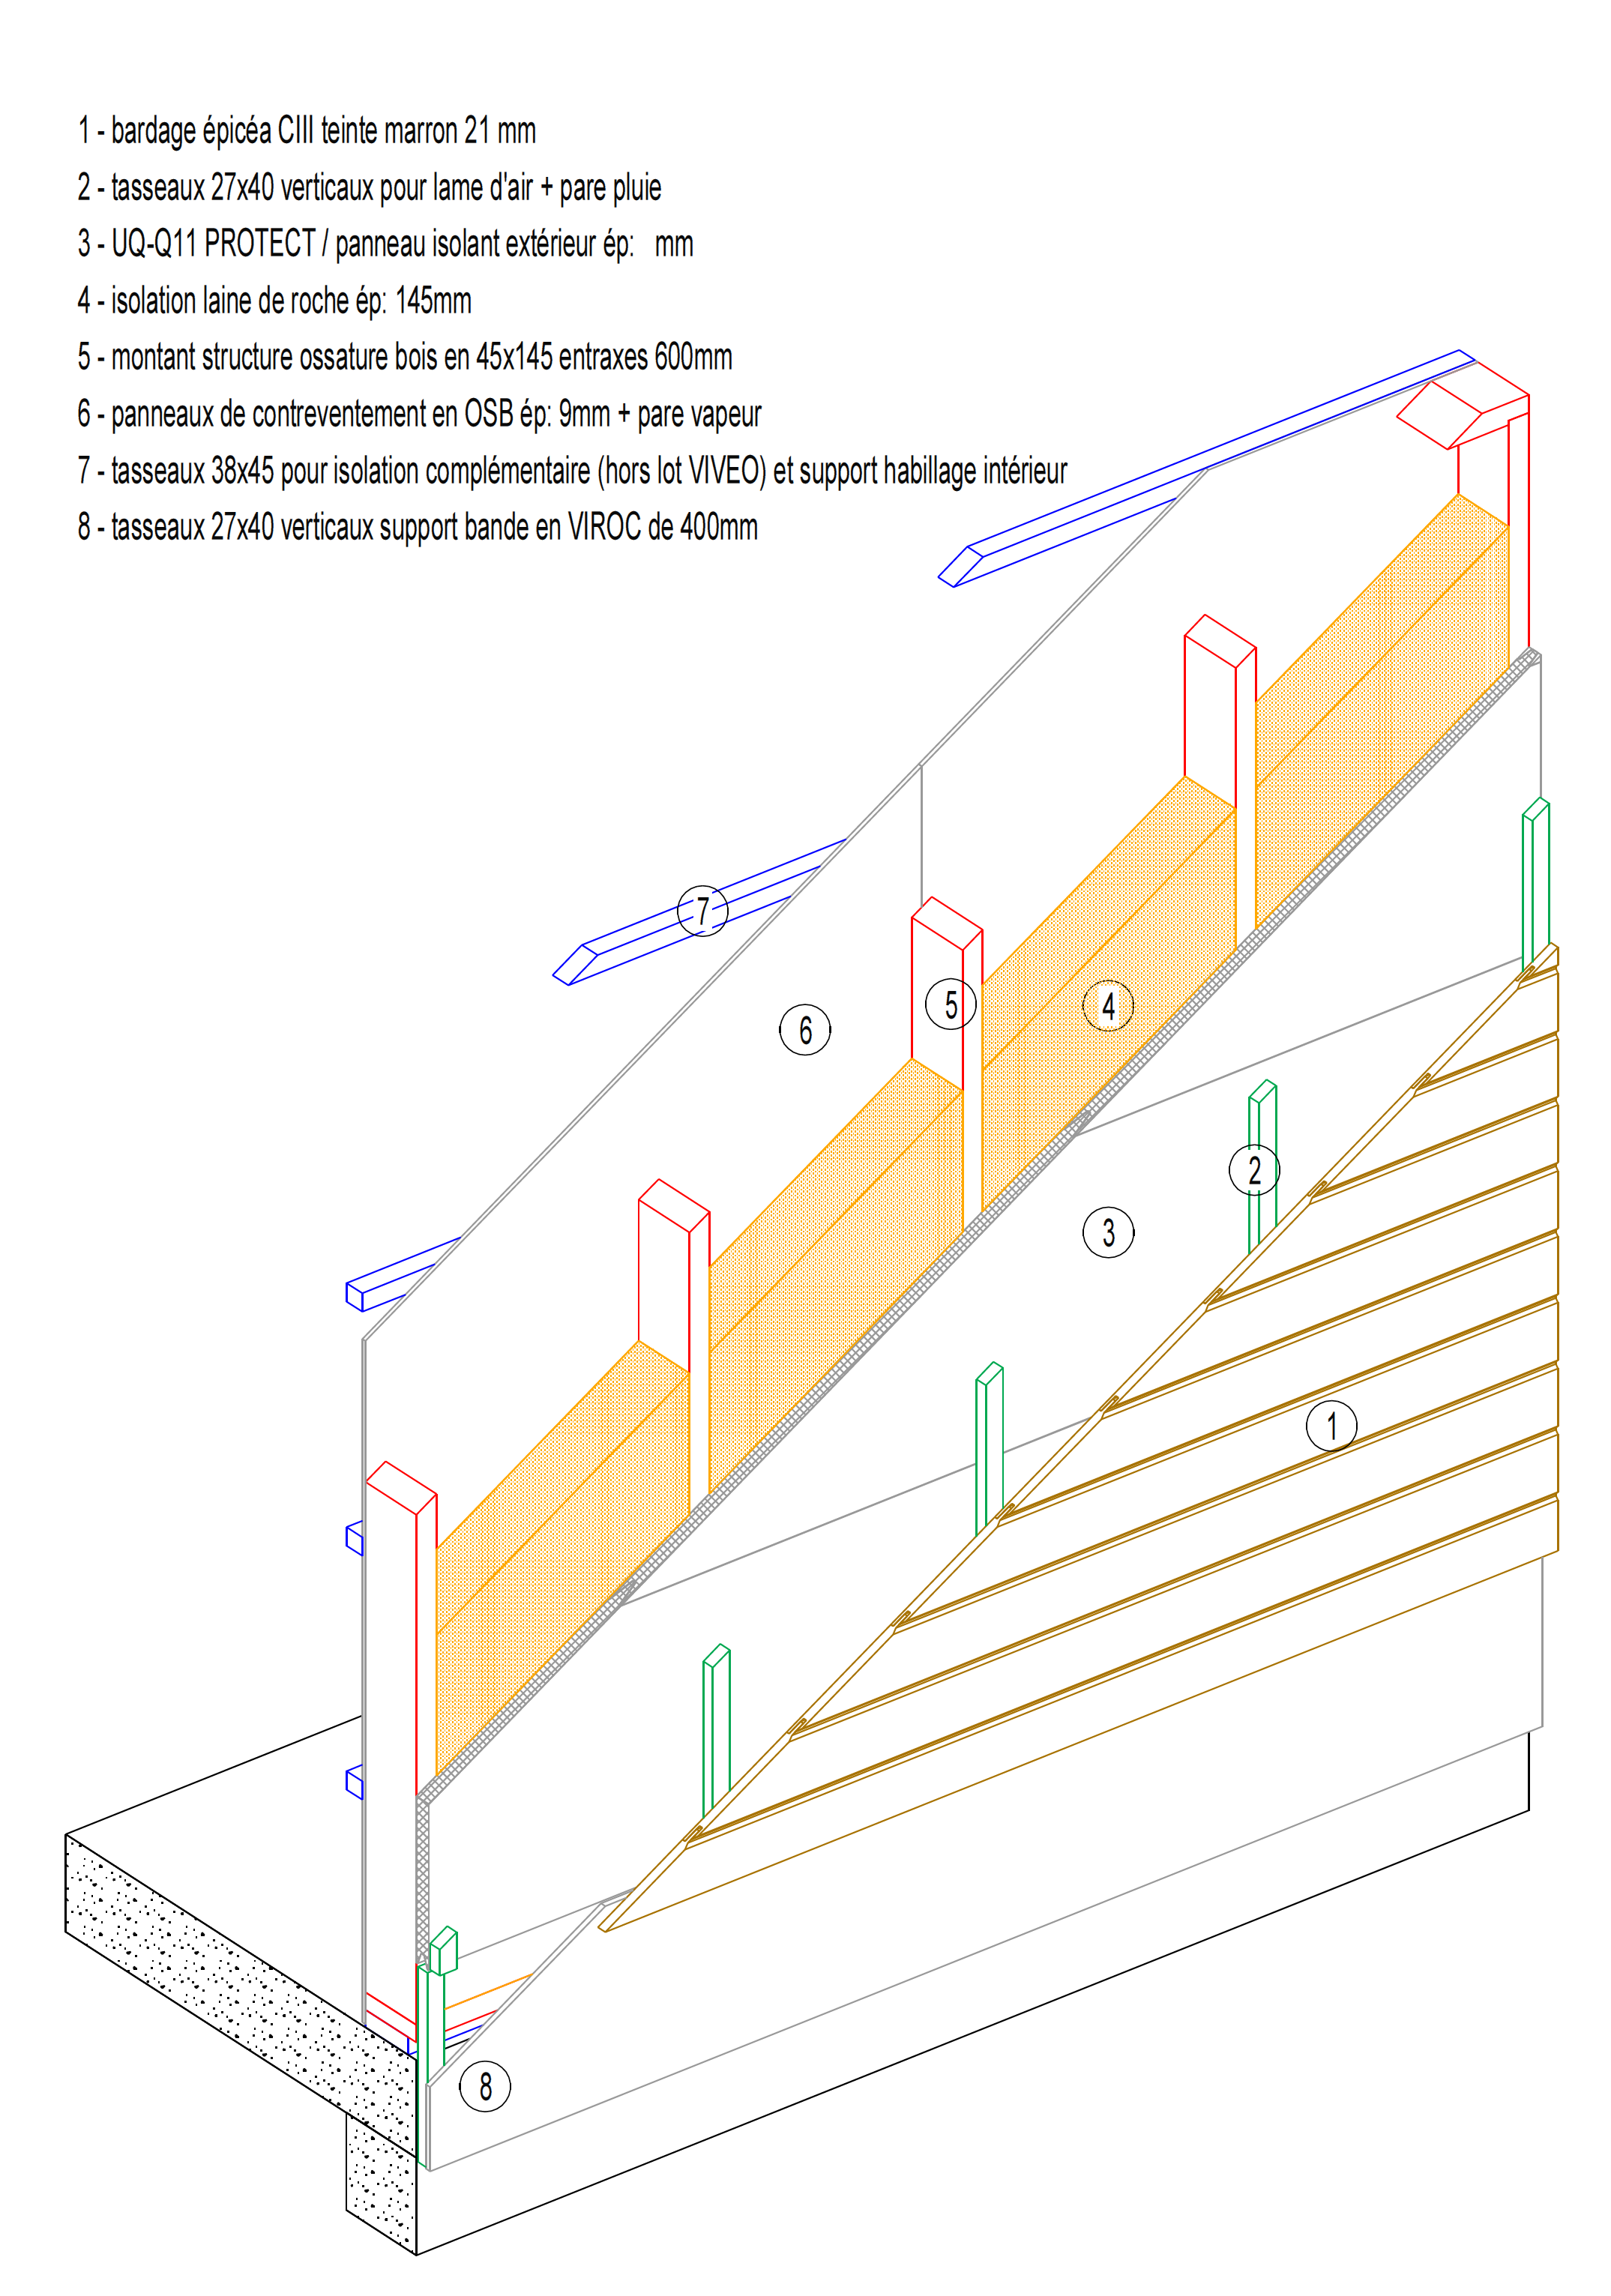 1 - bardage épicéa CIII teinte marron 21 mm
2 - tasseaux 27x40 verticaux pour lame d'air + pare pluie
3 - UQ-Q11 PROTECT / panneau isolant extérieur ép:   mm
4 - isolation laine de roche ép: 145mm
5 - montant structure ossature bois en 45x145 entraxes 600mm
6 - panneaux de contreventement en OSB ép: 9mm + pare vapeur
7 - tasseaux 38x45 pour isolation complémentaire (hors lot VIVEO) et support habillage intérieur
8 - tasseaux 27x40 verticaux support bande en VIROC de 400mm
7
5
4
6
2
3
1
8